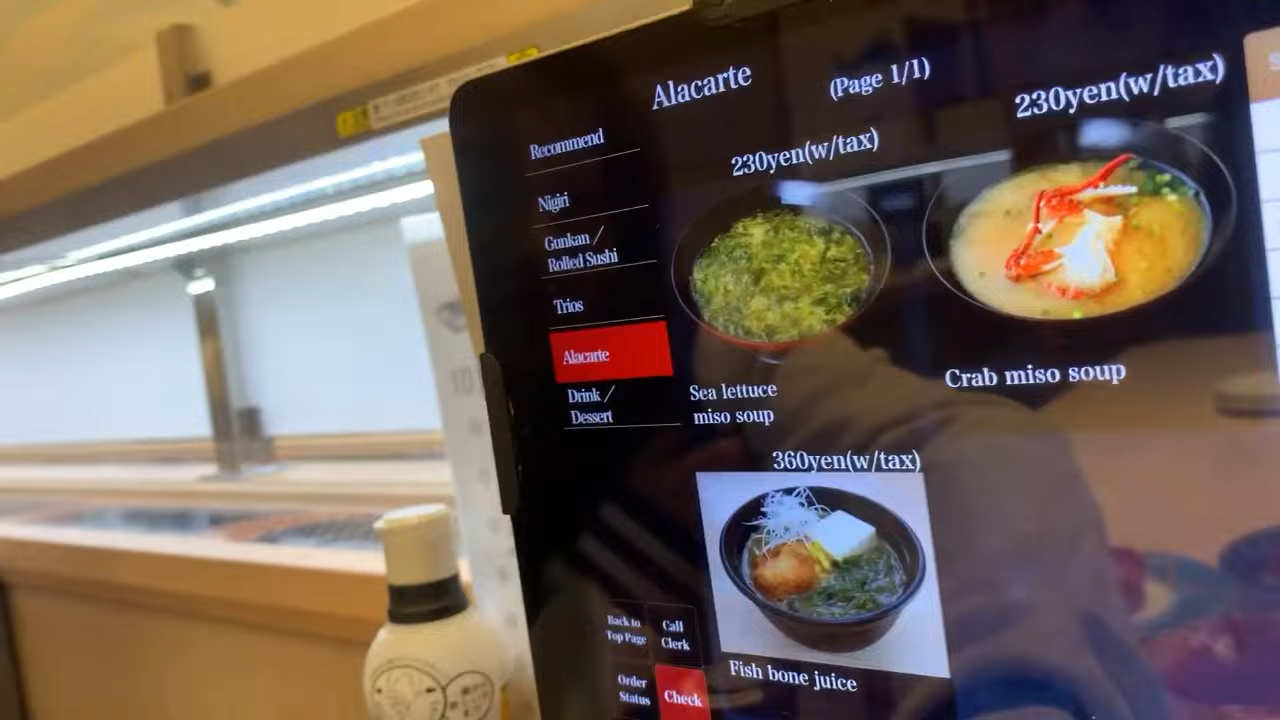 Alacarte
(Page 1/1)
Recommend
Nigiri
Gunkan /
Rolled Sushi
Trios
Alacarte
Drink /
Dessert
230yen(w/tax)
Sea lettuce
miso soup
230yen(w/tax)
Crab miso soup
360yen(w/tax)
Fish bone juice
Back to
Top Page
Call
Clerk
Order
Status
Check